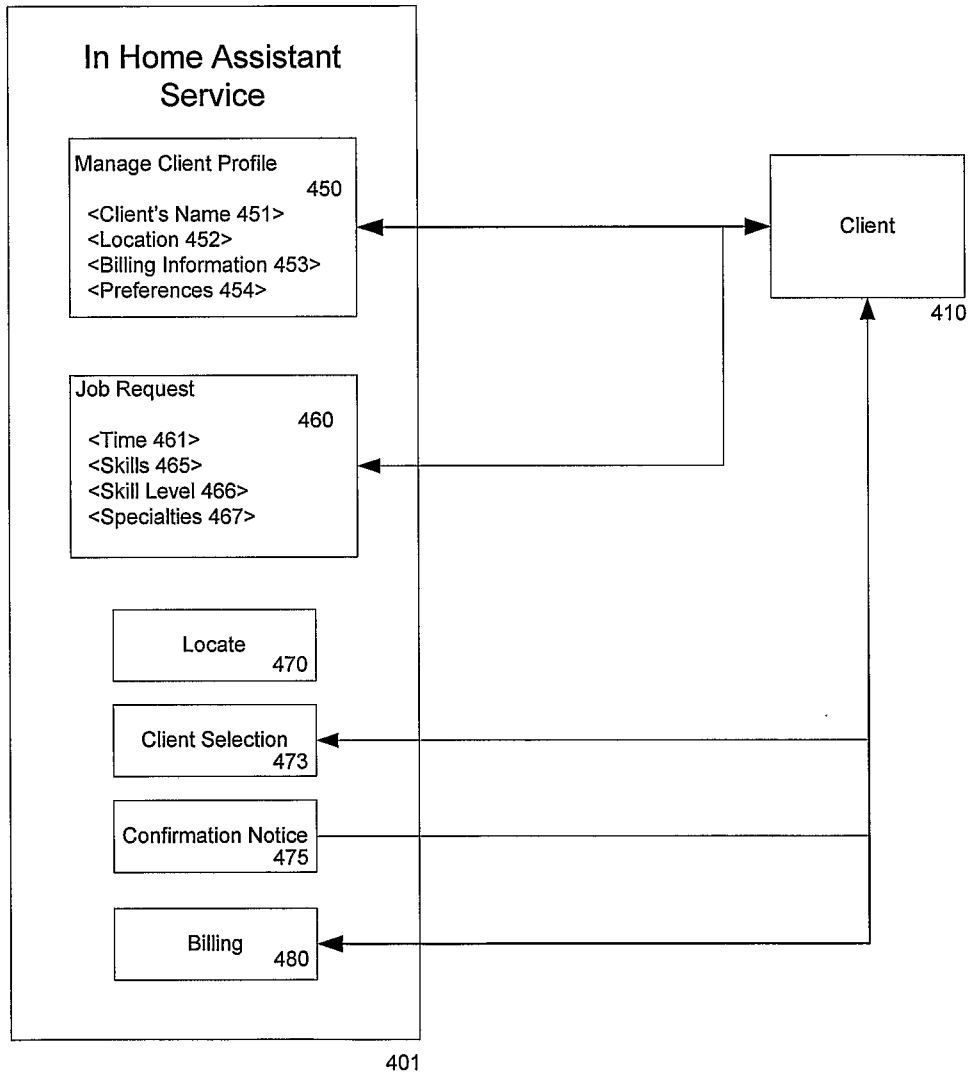 In Home Assistant
Service
Manage Client Profile
450
<Client's Name 451>
<Location 452>
<Billing Information 453>
<Preferences 454>
Client
410
Job Request
460
<Time 461>
<Skills 465>
<Skill Level 466>
<Specialties 467>
Locate
470
Client Selection
473
Confirmation Notice
475
Billing
480
401